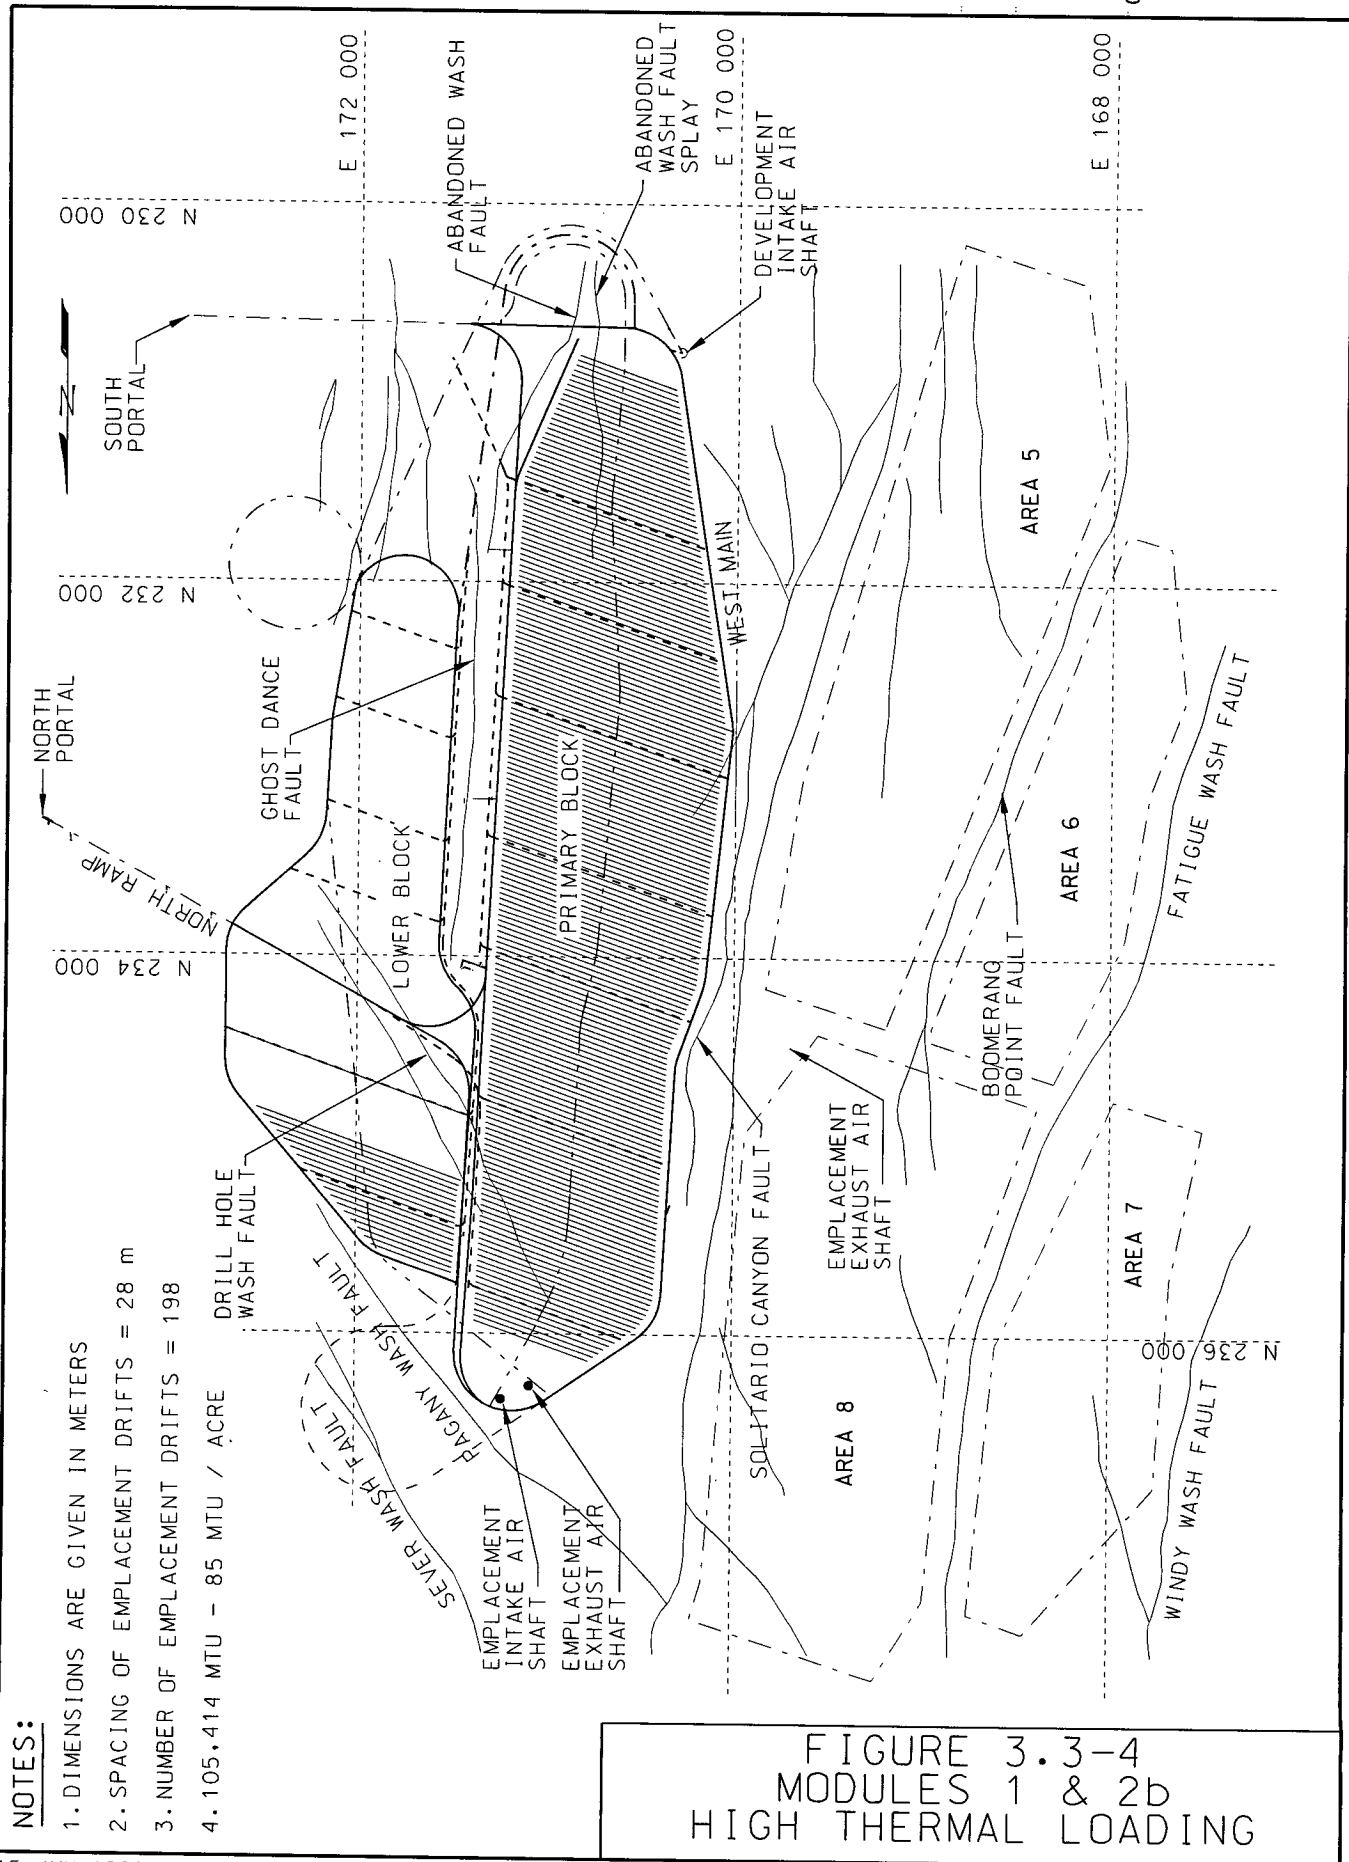 NOTES:
1. DIMENSIONS ARE GIVEN IN METERS
2. SPACING OF EMPLACEMENT DRIFTS = 28 m
3. NUMBER OF EMPLACEMENT DRIFTS = 198
4. 105,414 MTU - 85 MTU / ACRE
NORTH
PORTAL
NORTH RAMP
SOUTH
PORTAL
N
N 230 000
N 232 000
N 234 000
N 236 000
E 172 000
E 170 000
E 168 000
ABANDONED WASH
FAULT
ABANDONED
WASH FAULT
SPLAY
DEVELOPMENT
INTAKE AIR
SHAFT
GHOST DANCE
FAULT
LOWER BLOCK
PRIMARY BLOCK
WEST MAIN
DRILL HOLE
WASH FAULT
PAGANY WASH FAULT
SEVER WASH FAULT
EMPLACEMENT
INTAKE AIR
SHAFT
EMPLACEMENT
EXHAUST AIR
SHAFT
SOLITARIO CANYON FAULT
EMPLACEMENT
EXHAUST AIR
SHAFT
BOOMERANG
POINT FAULT
FATIGUE WASH FAULT
WINDY WASH FAULT
AREA 5
AREA 6
AREA 7
AREA 8
FIGURE 3.3-4
MODULES 1 & 2b
HIGH THERMAL LOADING